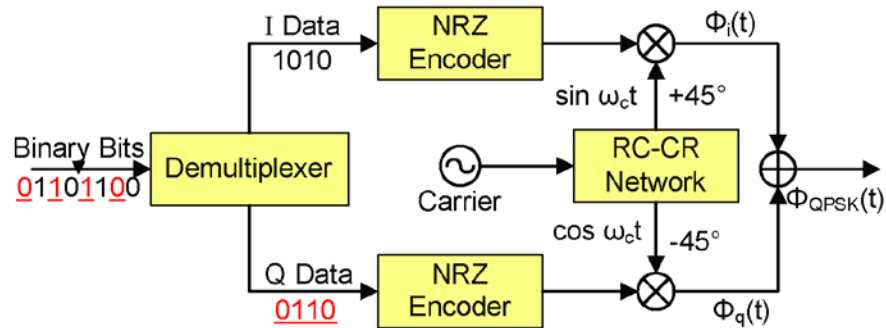 I Data
1010
NRZ
Encoder
Φi(t)
sin ωct
+45°
Binary Bits
01101100
Demultiplexer
Carrier
RC-CR
Network
ΦQPSK(t)
cos ωct
-45°
Q Data
0110
NRZ
Encoder
Φq(t)